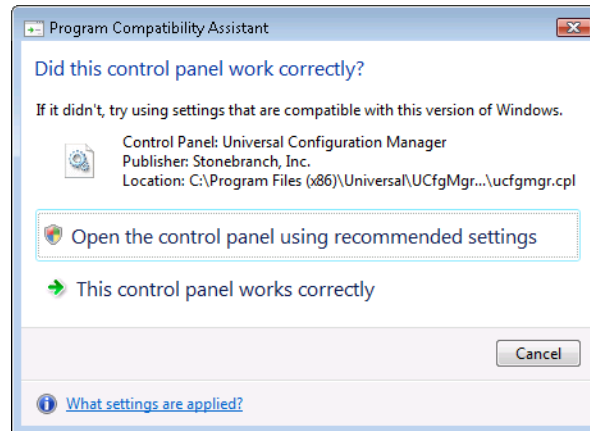 Program Compatibility Assistant
Did this control panel work correctly?
If it didn't, try using settings that are compatible with this version of Windows.
Control Panel: Universal Configuration Manager
Publisher: Stonebranch, Inc.
Location: C:\Program Files (x86)\Universal\UCfgMgr...\ucfgmgr.cpl
Open the control panel using recommended settings
This control panel works correctly
Cancel
What settings are applied?